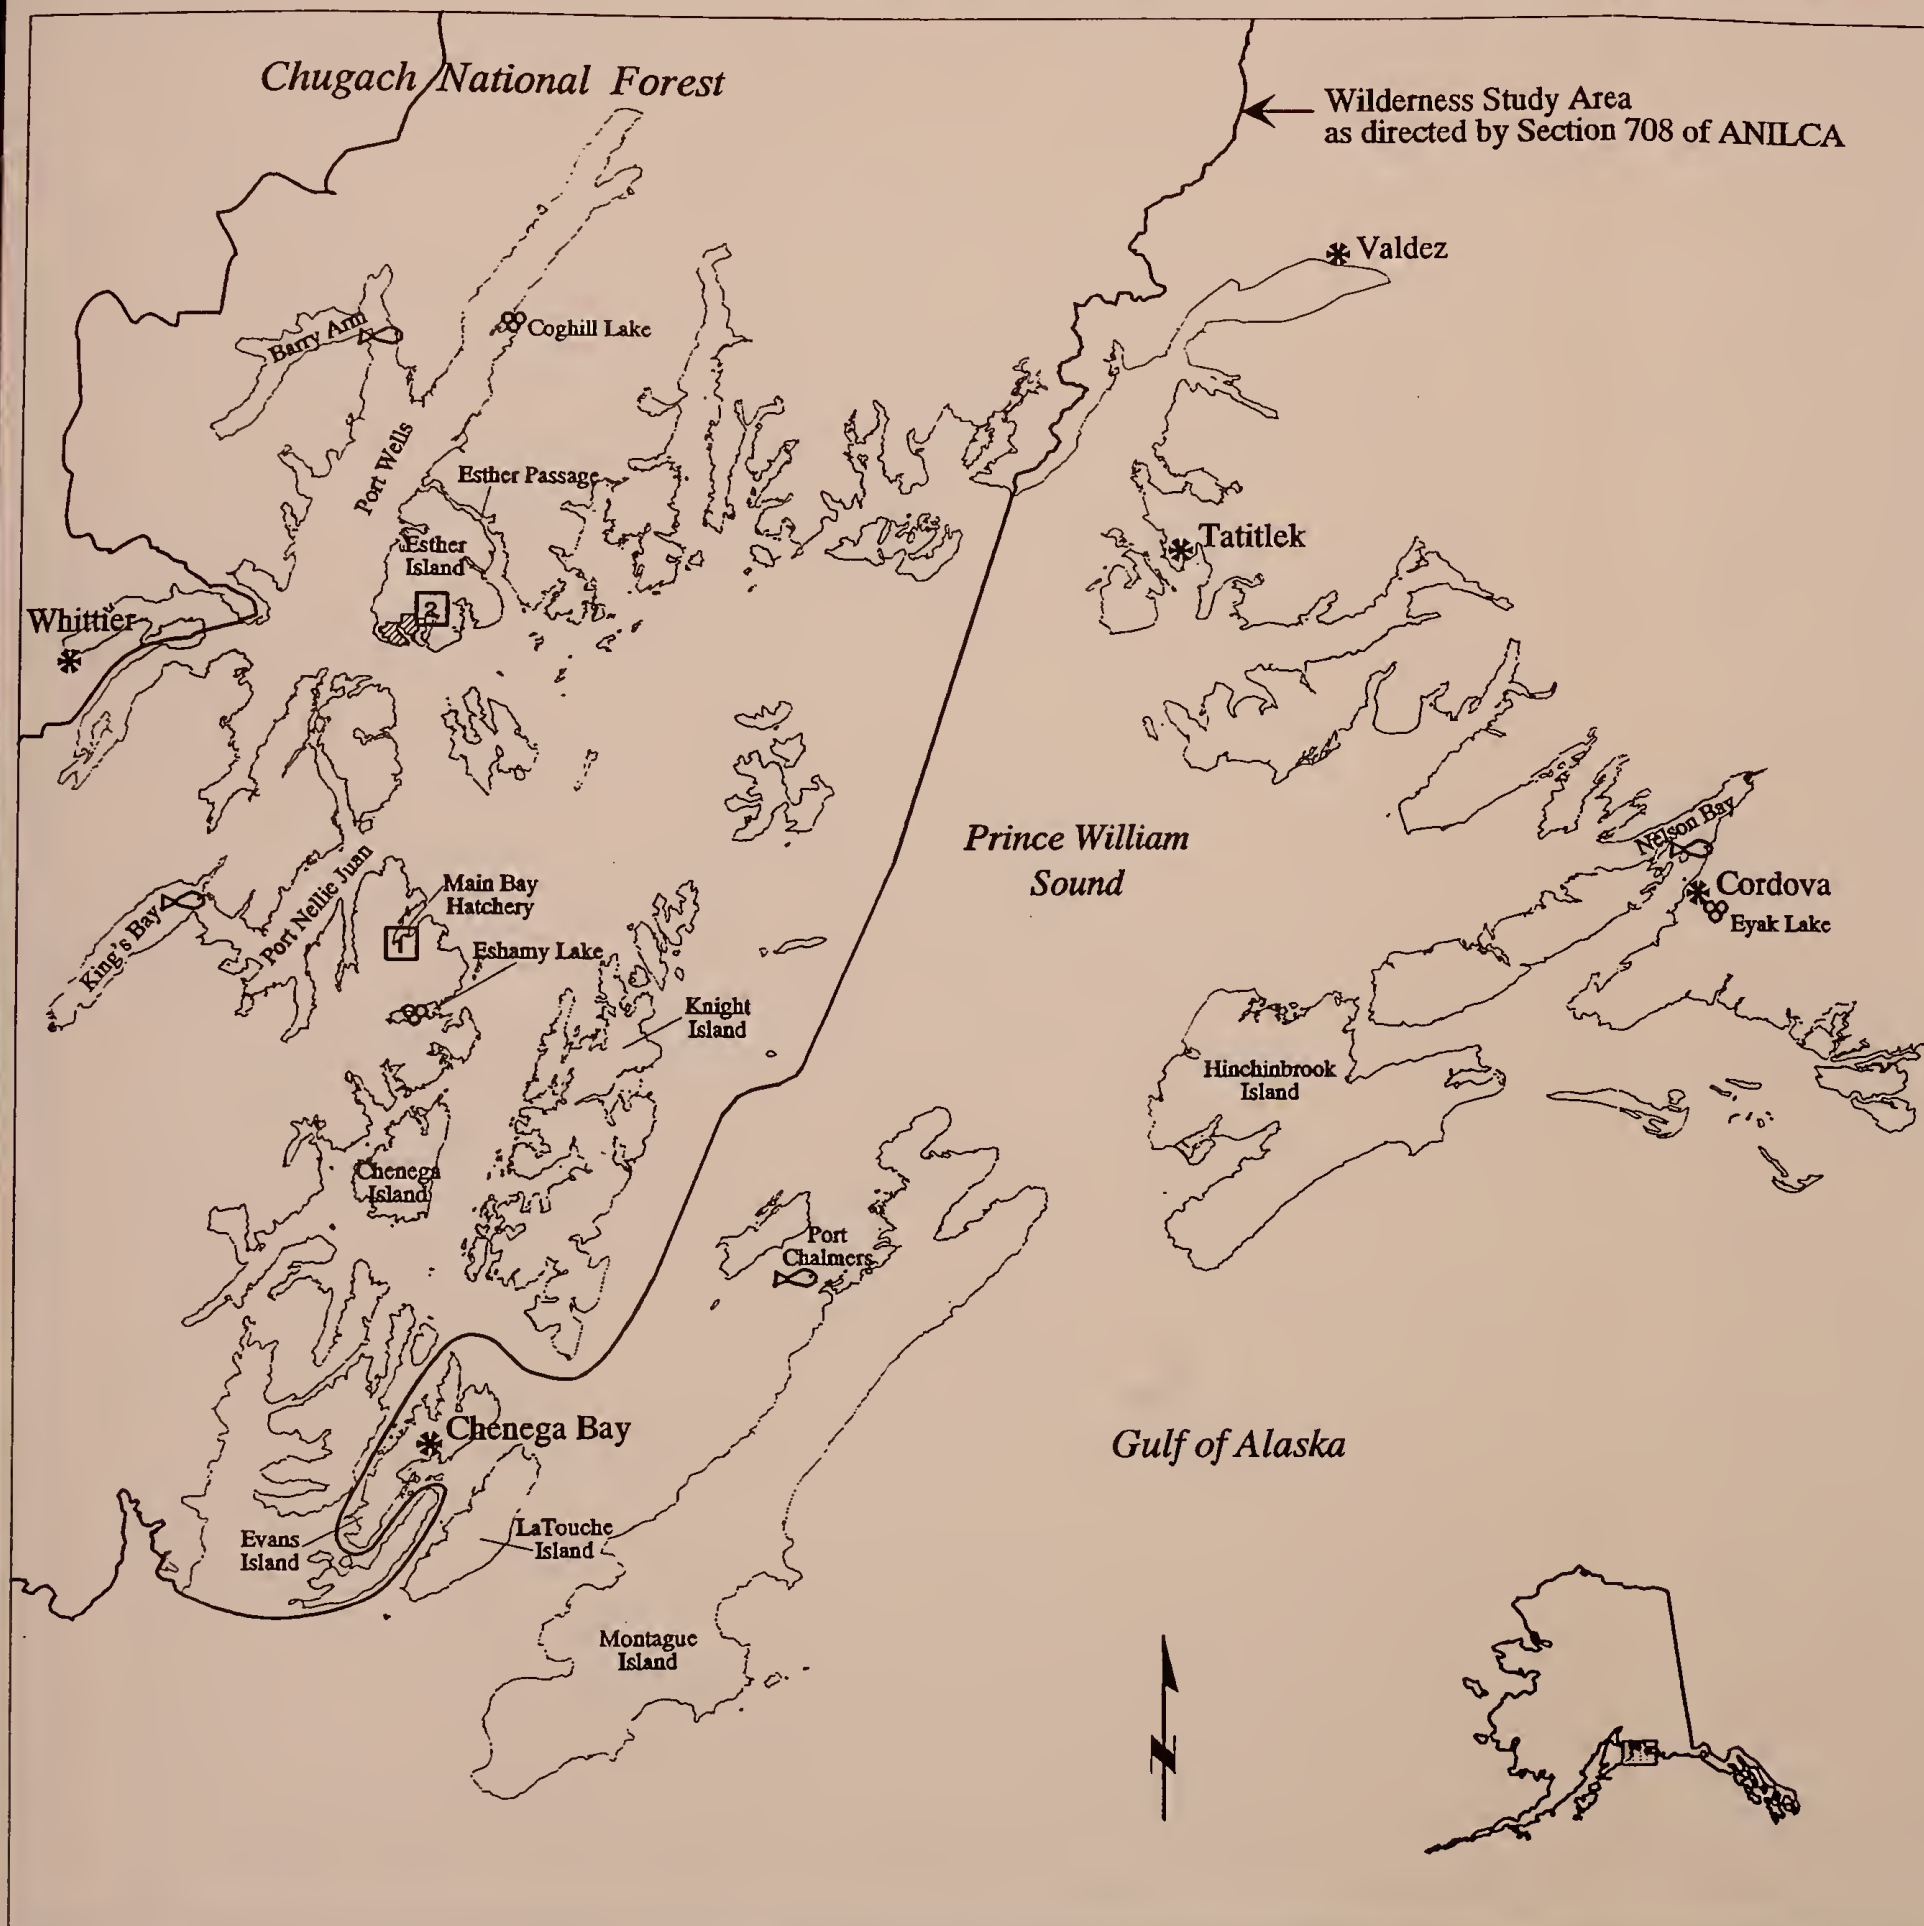 Chugach National Forest
Wilderness Study Area
as directed by Section 708 of ANILCA
Valdez
Coghill Lake
Barry Arm
Port Wells
Esther Passage
Esther
Island
Tatitlek
2
Whittier
Prince William
Sound
Nelson Bay
Cordova
Eyak Lake
Port Nellie Juan
Main Bay
Hatchery
King's Bay
1
Eshamy Lake
Knight
Island
Hinchinbrook
Island
Chenega
Island
Port
Chalmers
Chenega Bay
Gulf of Alaska
Evans
Island
LaTouche
Island
Montague
Island
N